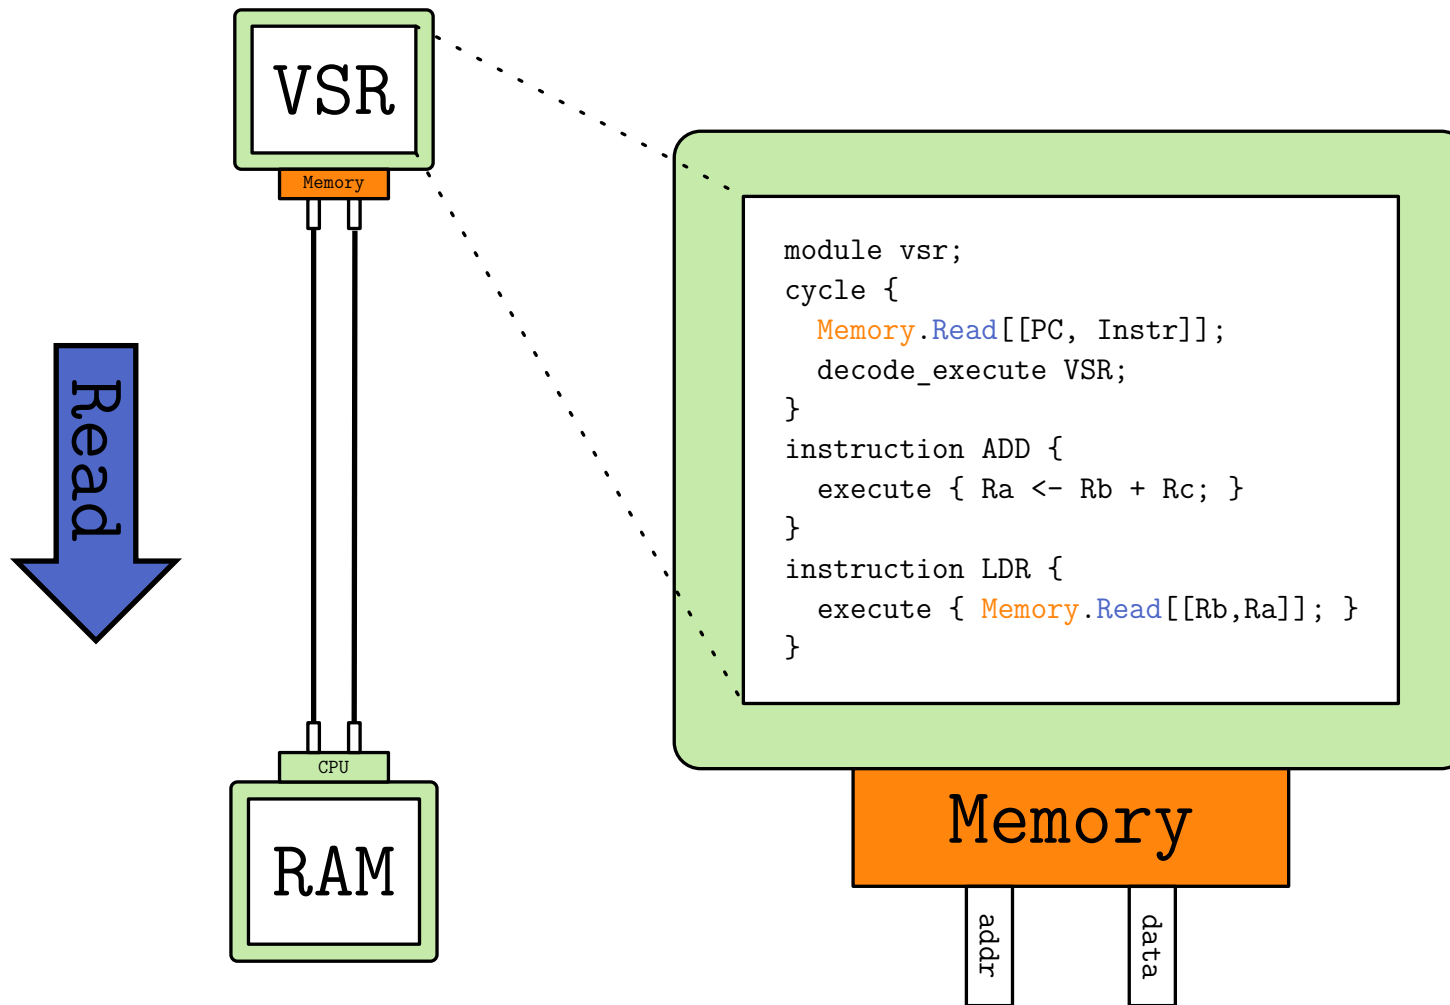 VSR
Memory
Read
CPU
RAM
module vsr;
cycle {
  Memory.Read[[PC, Instr]];
  decode_execute VSR;
}
instruction ADD {
  execute { Ra <- Rb + Rc; }
}
instruction LDR {
  execute { Memory.Read[[Rb,Ra]]; }
}
Memory
addr
data